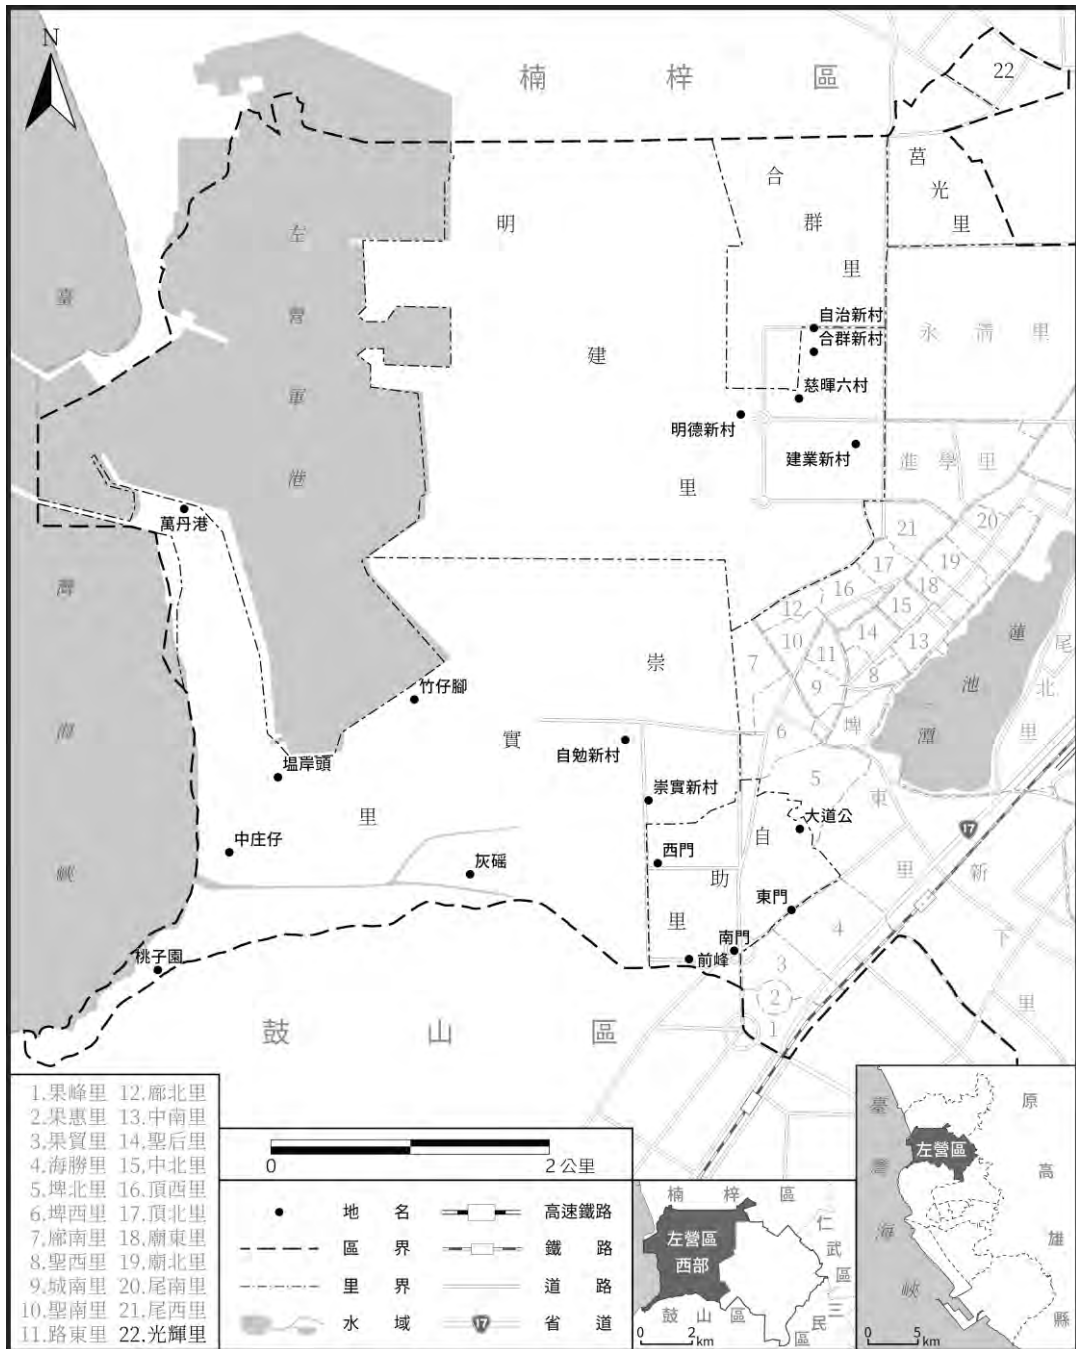 N
楠梓區
22
莒光里
合群里
明建里
左營軍港
臺灣海峽
自治新村
合群新村
永清里
慈暉六村
明德新村
建業新村
進學里
萬丹港
20
21
19
17
18
16
15
12
14
13
10
11
8
7
9
6
5
蓮池潭
尾北里
埤東里
崇實里
竹仔腳
自勉新村
崇實新村
塭岸頭
大道公
自助里
17
中庄仔
灰磘
西門
東門
新下里
4
南門
前峰
3
桃子園
2
1
鼓山區
1.果峰里 12.廍北里
2.果惠里 13.中南里
3.果貿里 14.聖后里
4.海勝里 15.中北里
5.埤北里 16.頂西里
6.埤西里 17.頂北里
7.廍南里 18.廟東里
8.聖西里 19.廟北里
9.城南里 20.尾南里
10.聖南里 21.尾西里
11.路東里 22.光輝里
0 2公里
地名 高速鐵路
區界 鐵路
里界 道路
水域 17 省道
楠梓區
仁武區
左營區
西部
鼓山區
三民區
0 2 km
臺灣海峽
原高雄縣
左營區
0 5 km